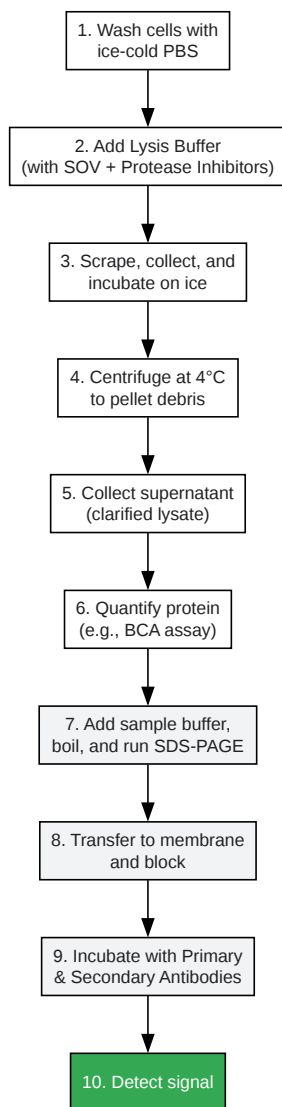 1. Wash cells with
ice-cold PBS
2. Add Lysis Buffer
(with SOV + Protease Inhibitors)
3. Scrape, collect, and
incubate on ice
4. Centrifuge at 4°C
to pellet debris
5. Collect supernatant
(clarified lysate)
6. Quantify protein
(e.g., BCA assay)
7. Add sample buffer,
boil, and run SDS-PAGE
8. Transfer to membrane
and block
9. Incubate with Primary
& Secondary Antibodies
10. Detect signal